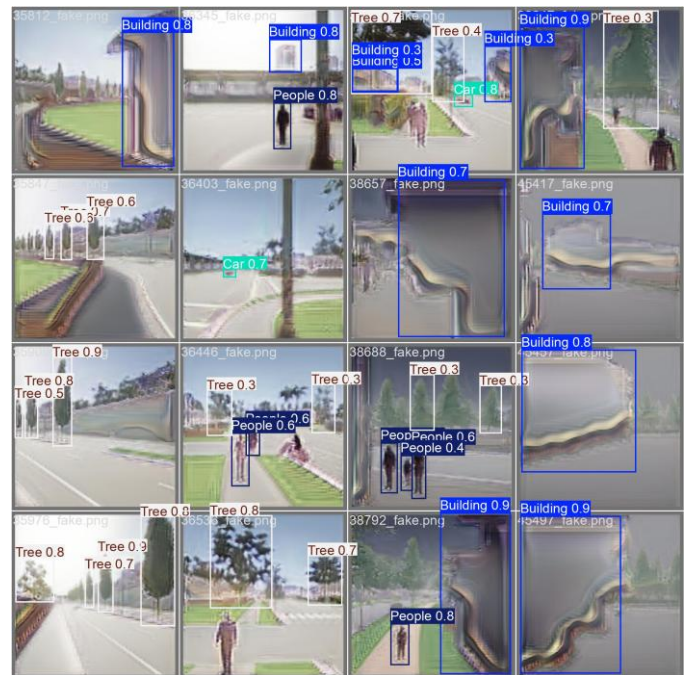 35812_fake.png
Building 0.8
Building 0.8
People 0.8
Tree 0.7
Tree 0.4
Building 0.3
Building 0.5
Building 0.3
Car 0.8
Building 0.9
Tree 0.3
Tree 0.6
Tree 0.6
36403_fake.png
Car 0.7
38657_fake.png
Building 0.7
45417_fake.png
Building 0.7
Tree 0.9
Tree 0.8
Tree 0.5
36446_fake.png
Tree 0.3
Tree 0.3
People 0.6
38688_fake.png
Tree 0.3
Tree 0.3
People 0.4
Building 0.8
35976_fake.png
Tree 0.8
Tree 0.8
Tree 0.9
Tree 0.7
Tree 0.8
Tree 0.7
38792_fake.png
Building 0.9
People 0.8
Building 0.9